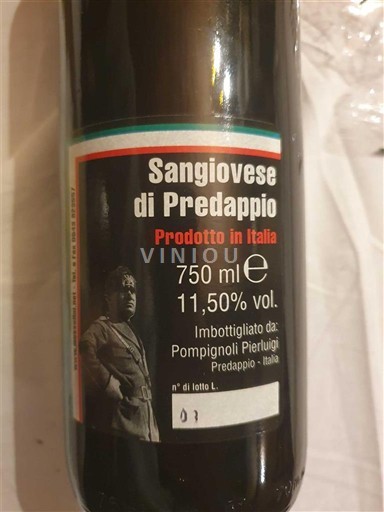 Sangiovese
di Predappio
Prodotto in Italia
VINIOU
750 ml e
11,50% vol.
Imbottigliato da:
Pompignoli Pierluigi
Predappio - Italia
n° di lotto L.